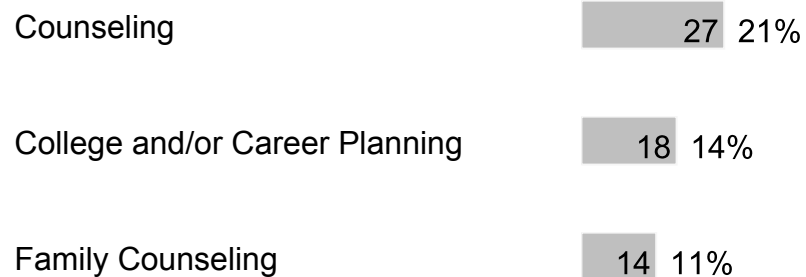 Counseling 27 21%
College and/or Career Planning 18 14%
Family Counseling 14 11%